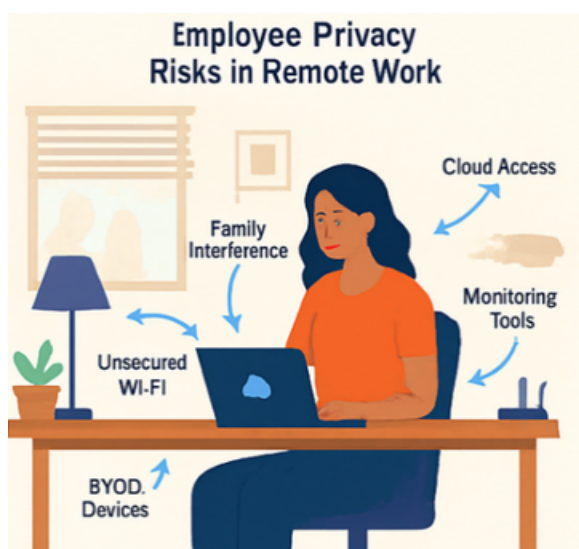 Employee Privacy
Risks in Remote Work
Cloud Access
Family
Interference
Monitoring
Tools
Unsecured
WI-FI
BYOD.
Devices